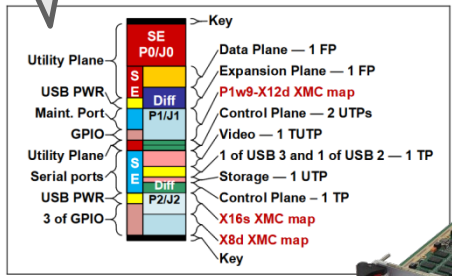 Key
SE
P0/J0
Utility Plane
Data Plane — 1 FP
Expansion Plane — 1 FP
S
E
USB PWR
Diff
P1w9-X12d XMC map
Maint. Port
P1/J1
Control Plane — 2 UTPs
GPIO
Video — 1 TUTP
Utility Plane
1 of USB 3 and 1 of USB 2 — 1 TP
Serial ports
S
E
Storage — 1 UTP
Diff
USB PWR
P2/J2
Control Plane – 1 TP
3 of GPIO
X16s XMC map
X8d XMC map
Key